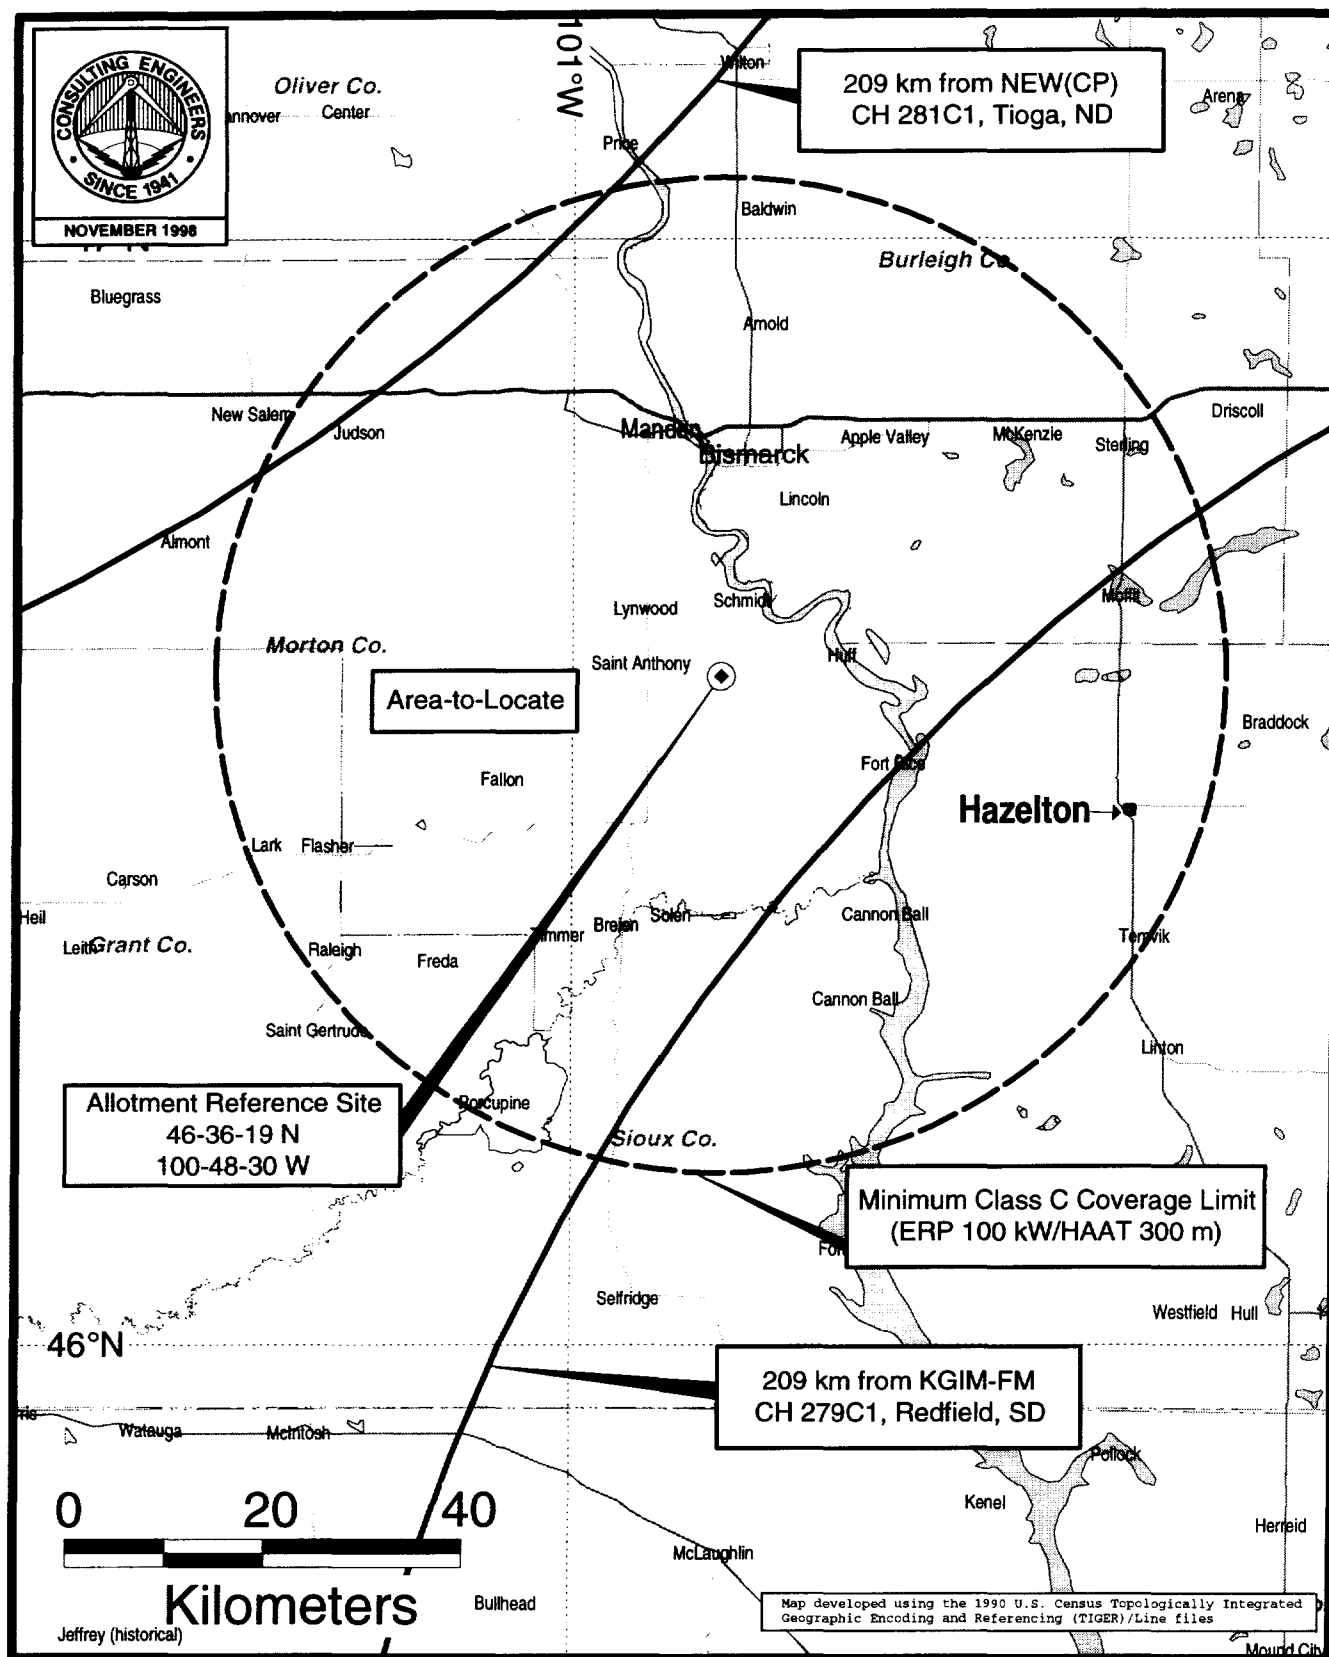 CONSULTING ENGINEERS
SINCE 1941
NOVEMBER 1998
Oliver Co.
Center
101°W
Wilton
209 km from NEW(CP)
CH 281C1, Tioga, ND
Arena
Price
Baldwin
Burleigh Co.
Bluegrass
Arnold
New Salem
Judson
Mandan
Bismarck
Apple Valley
McKenzie
Sterling
Driscoll
Lincoln
Almont
Lynwood
Schmidt
Moffit
Morton Co.
Saint Anthony
Huff
Area-to-Locate
Braddock
Fort Rice
Fallon
Hazelton
Lark
Flasher
Carson
Heil
Leith
Grant Co.
Raleigh
Freda
Timmer
Breien
Solen
Cannon Ball
Temvik
Cannon Ball
Saint Gertrude
Linton
Allotment Reference Site
46-36-19 N
100-48-30 W
Porcupine
Sioux Co.
Minimum Class C Coverage Limit
(ERP 100 kW/HAAT 300 m)
Selfridge
Westfield
Hull
46°N
209 km from KGIM-FM
CH 279C1, Redfield, SD
Watauga
McIntosh
Pollock
Kenel
Herreid
0 20 40
Kilometers
McLaughlin
Bullhead
Jeffrey (historical)
Map developed using the 1990 U.S. Census Topologically Integrated
Geographic Encoding and Referencing (TIGER)/Line files
Mound City